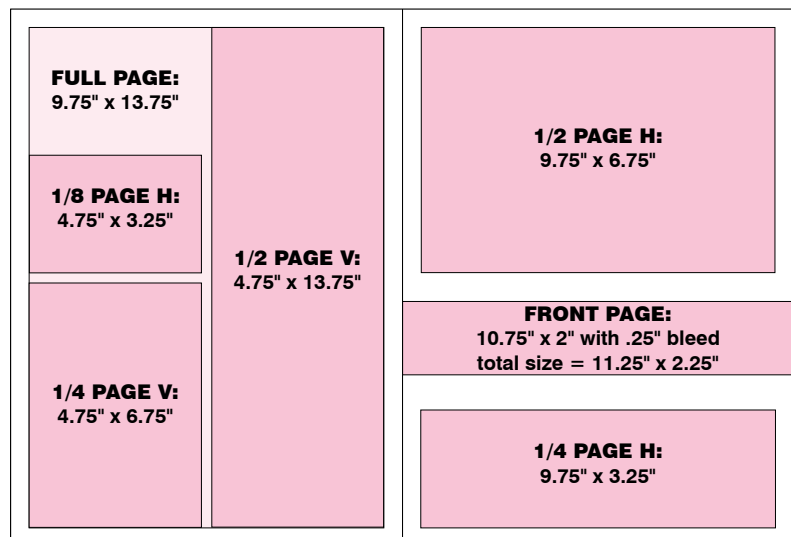 FULL PAGE:
9.75" x 13.75"
1/8 PAGE H:
4.75" x 3.25"
1/4 PAGE V:
4.75" x 6.75"
1/2 PAGE V:
4.75" x 13.75"
1/2 PAGE H:
9.75" x 6.75"
FRONT PAGE:
10.75" x 2" with .25" bleed
total size = 11.25" x 2.25"
1/4 PAGE H:
9.75" x 3.25"